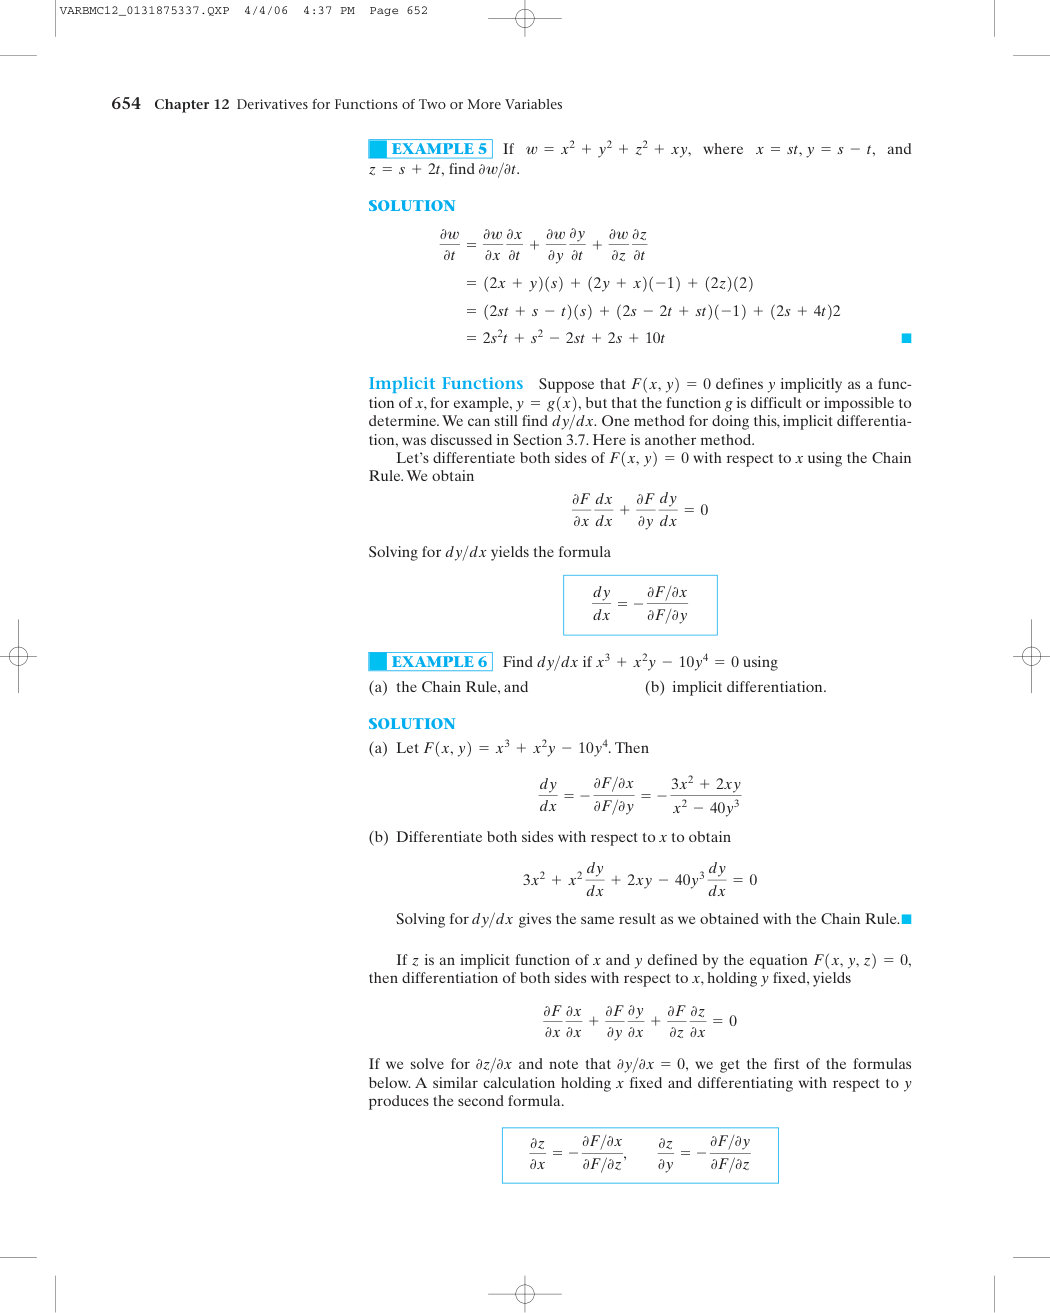 VARBMC12_0131875337.QXP 4/4/06 4:37 PM Page 652
654 Chapter 12 Derivatives for Functions of Two or More Variables
EXAMPLE 5 If w = x² + y² + z² + xy, where x = st, y = s − t, and
z = s + 2t, find ∂w/∂t.
SOLUTION
∂w/∂t = ∂w/∂x ∂x/∂t + ∂w/∂y ∂y/∂t + ∂w/∂z ∂z/∂t
= (2x + y)(s) + (2y + x)(−1) + (2z)(2)
= (2st + s − t)(s) + (2s − 2t + st)(−1) + (2s + 4t)2
= 2s²t + s² − 2st + 2s + 10t
Implicit Functions Suppose that F(x, y) = 0 defines y implicitly as a func-
tion of x, for example, y = g(x), but that the function g is difficult or impossible to
determine. We can still find dy/dx. One method for doing this, implicit differentia-
tion, was discussed in Section 3.7. Here is another method.
Let's differentiate both sides of F(x, y) = 0 with respect to x using the Chain
Rule. We obtain
∂F/∂x dx/dx + ∂F/∂y dy/dx = 0
Solving for dy/dx yields the formula
dy/dx = −(∂F/∂x)/(∂F/∂y)
EXAMPLE 6 Find dy/dx if x³ + x²y − 10y⁴ = 0 using
(a) the Chain Rule, and (b) implicit differentiation.
SOLUTION
(a) Let F(x, y) = x³ + x²y − 10y⁴. Then
dy/dx = −(∂F/∂x)/(∂F/∂y) = −(3x² + 2xy)/(x² − 40y³)
(b) Differentiate both sides with respect to x to obtain
3x² + x² dy/dx + 2xy − 40y³ dy/dx = 0
Solving for dy/dx gives the same result as we obtained with the Chain Rule.
If z is an implicit function of x and y defined by the equation F(x, y, z) = 0,
then differentiation of both sides with respect to x, holding y fixed, yields
∂F/∂x ∂x/∂x + ∂F/∂y ∂y/∂x + ∂F/∂z ∂z/∂x = 0
If we solve for ∂z/∂x and note that ∂y/∂x = 0, we get the first of the formulas
below. A similar calculation holding x fixed and differentiating with respect to y
produces the second formula.
∂z/∂x = −(∂F/∂x)/(∂F/∂z), ∂z/∂y = −(∂F/∂y)/(∂F/∂z)